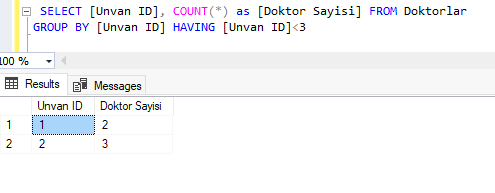 SELECT [Unvan ID], COUNT(*) as [Doktor Sayisi] FROM Doktorlar
GROUP BY [Unvan ID] HAVING [Unvan ID]<3
100 %
Results Messages
Unvan ID Doktor Sayisi
1 1 2
2 2 3